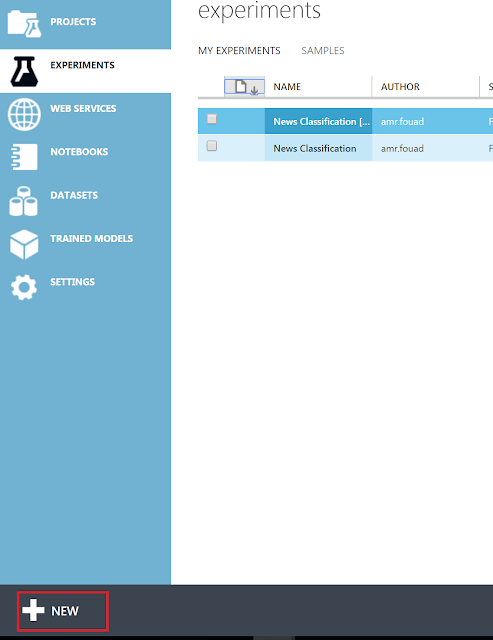 experiments
PROJECTS
EXPERIMENTS
WEB SERVICES
NOTEBOOKS
DATASETS
TRAINED MODELS
SETTINGS
MY EXPERIMENTS SAMPLES
NAME AUTHOR S
News Classification [... amr.fouad F
News Classification amr.fouad F
NEW